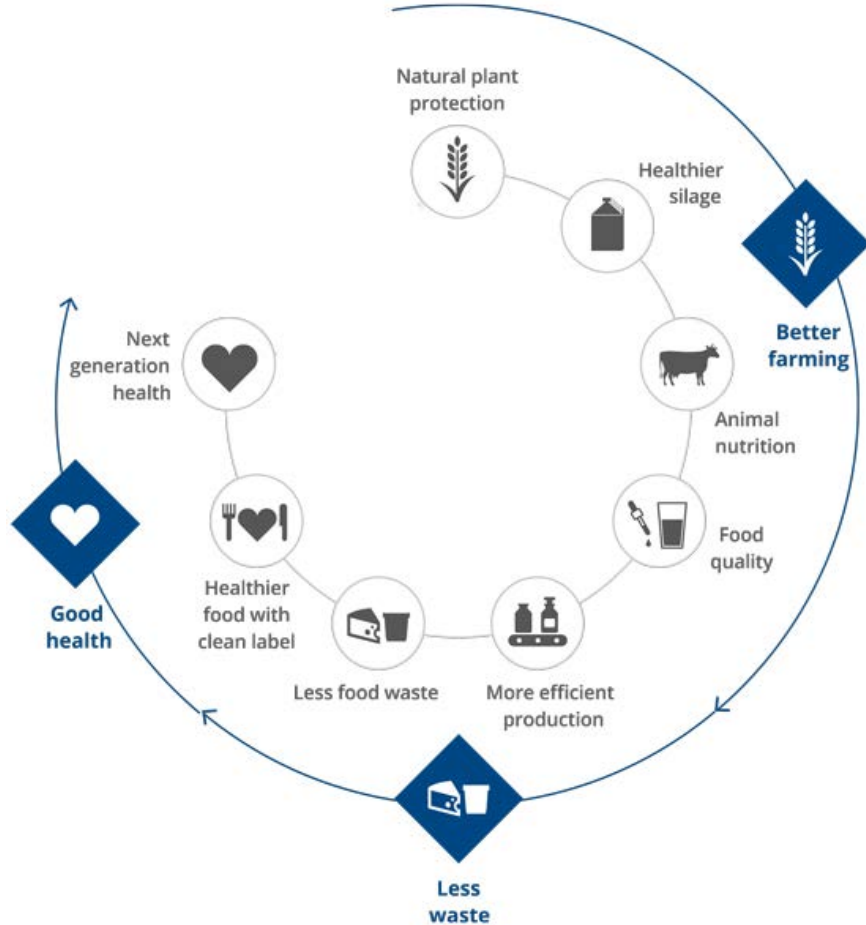 Natural plant
protection
Healthier
silage
Better
farming
Animal
nutrition
Food
quality
More efficient
production
Less food waste
Healthier
food with
clean label
Next
generation
health
Less
waste
Good
health